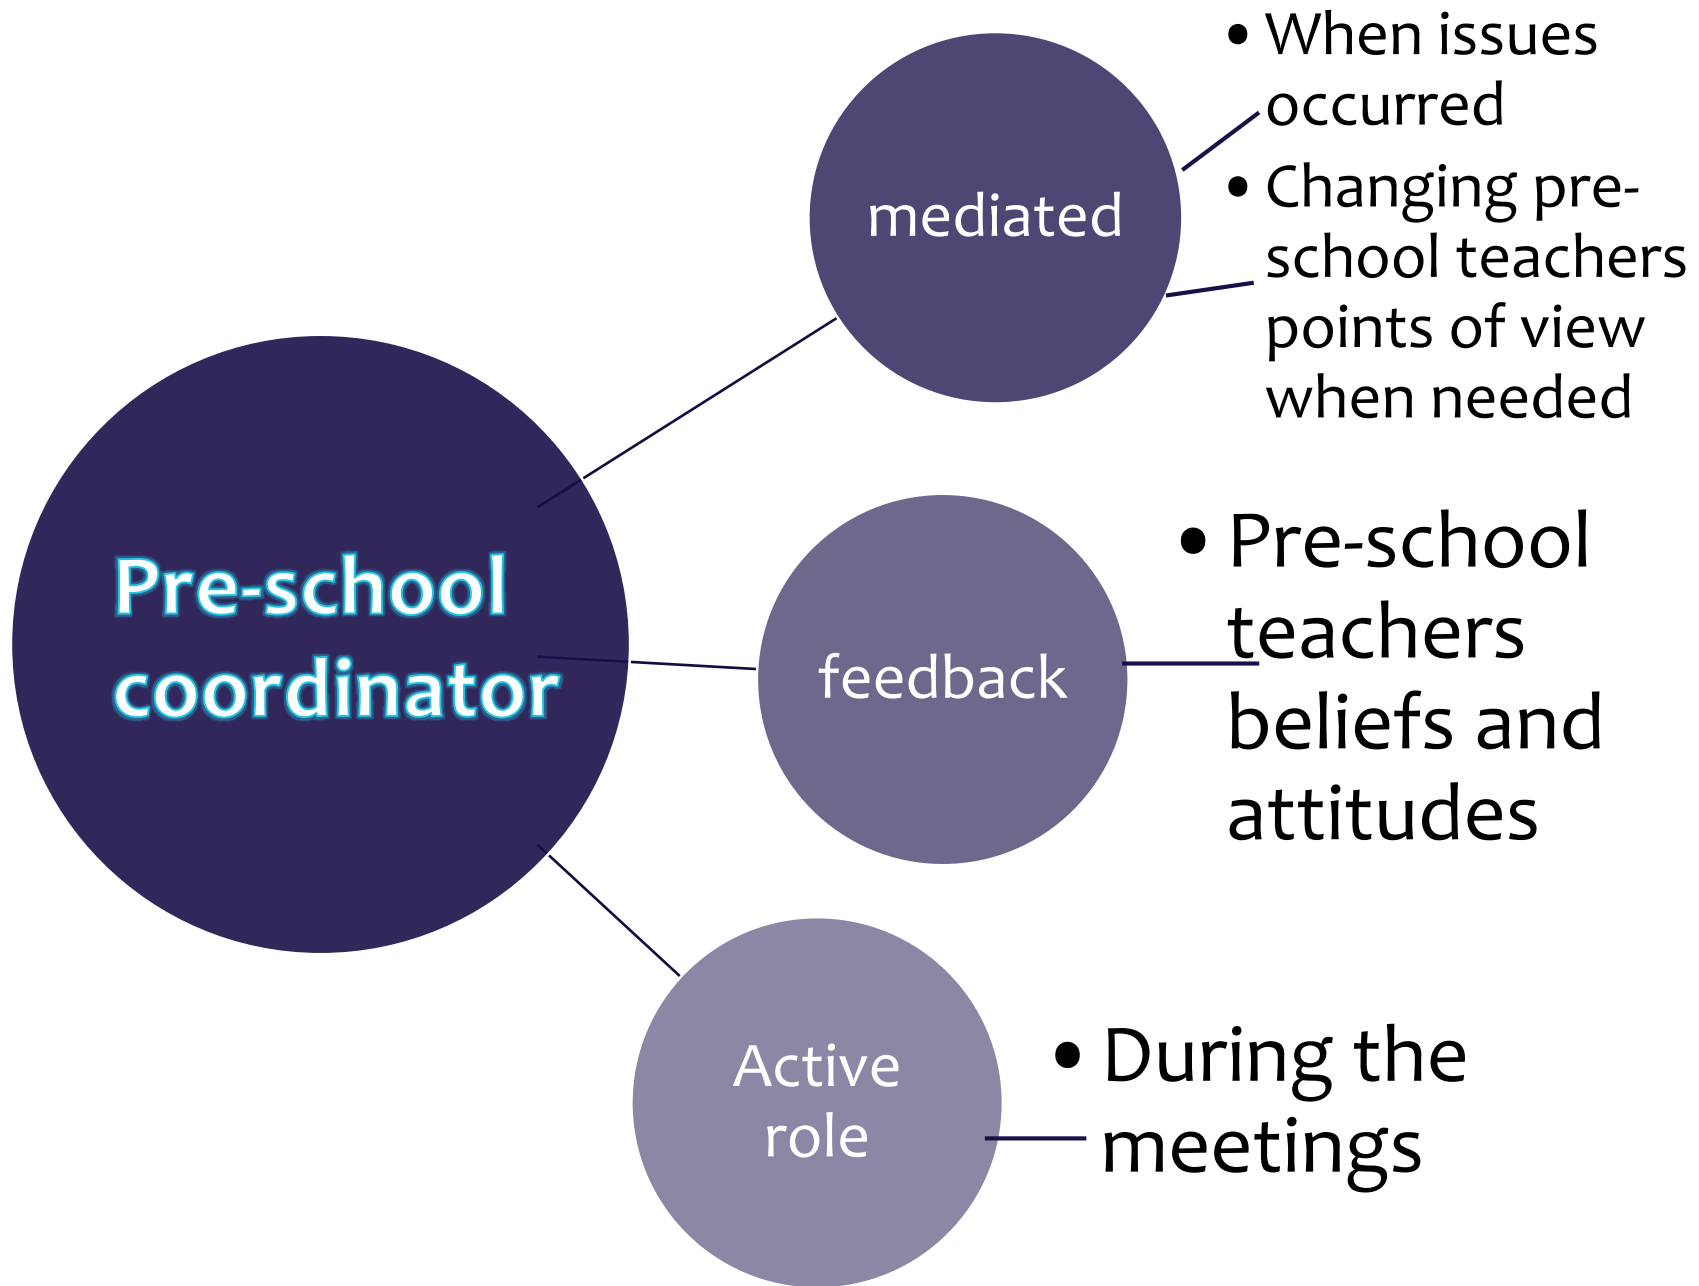 Pre-school
coordinator
mediated
• When issues
occurred
• Changing pre-
school teachers
points of view
when needed
feedback
• Pre-school
teachers
beliefs and
attitudes
Active
role
• During the
meetings